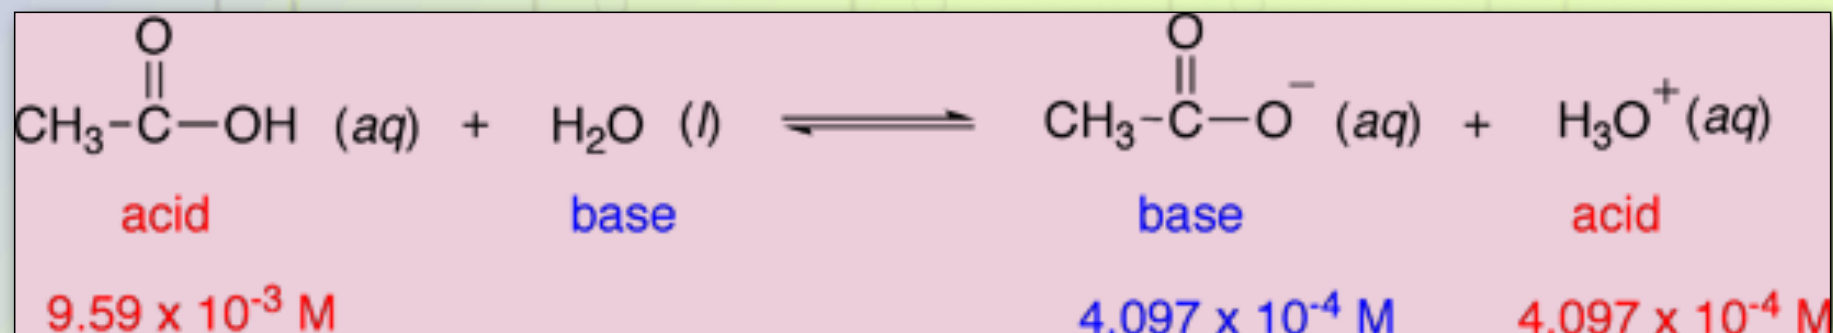 O O
CH₃-C-OH (aq) + H₂O (l) ⇌ CH₃-C-O⁻ (aq) + H₃O⁺ (aq)
acid base base acid
9.59 x 10⁻³ M 4.097 x 10⁻⁴ M 4.097 x 10⁻⁴ M